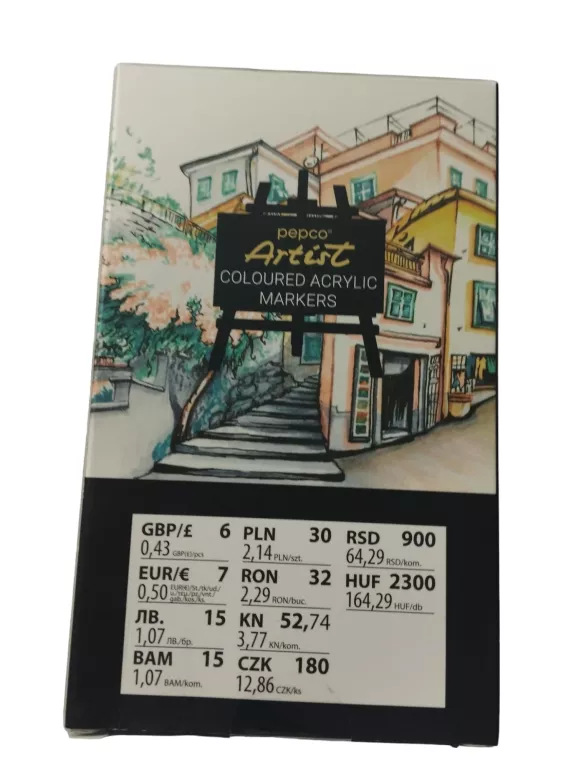 pepco®
Artist
COLOURED ACRYLIC
MARKERS
GBP/£ 6
0,43 GBP(£)/pcs
EUR/€ 7
0,50
ЛВ. 15
1,07 ЛВ./бр.
BAM 15
1,07 BAM/kom.
PLN 30
2,14 PLN/szt.
RON 32
2,29 RON/buc.
KN 52,74
3,77 KN/kom.
CZK 180
12,86 CZK/ks
RSD 900
64,29 RSD/kom.
HUF 2300
164,29 HUF/db